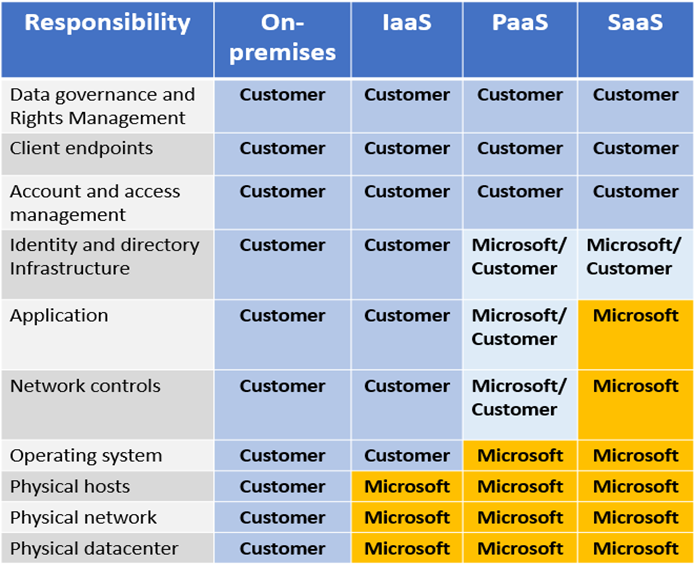 Responsibility On-premises IaaS PaaS SaaS
Data governance and Rights Management Customer Customer Customer Customer
Client endpoints Customer Customer Customer Customer
Account and access management Customer Customer Customer Customer
Identity and directory Infrastructure Customer Customer Microsoft/Customer Microsoft/Customer
Application Customer Customer Microsoft/Customer Microsoft
Network controls Customer Customer Microsoft/Customer Microsoft
Operating system Customer Customer Microsoft Microsoft
Physical hosts Customer Microsoft Microsoft Microsoft
Physical network Customer Microsoft Microsoft Microsoft
Physical datacenter Customer Microsoft Microsoft Microsoft